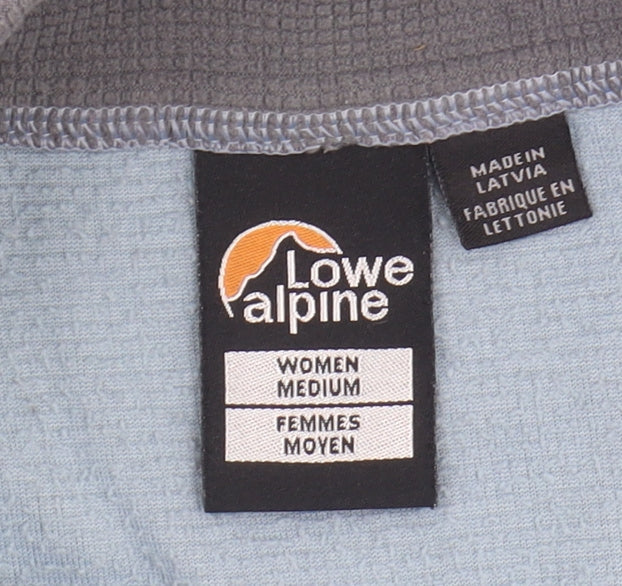 Lowe
alpine
WOMEN
MEDIUM
FEMMES
MOYEN
MADE IN
LATVIA
FABRIQUE EN
LETTONIE